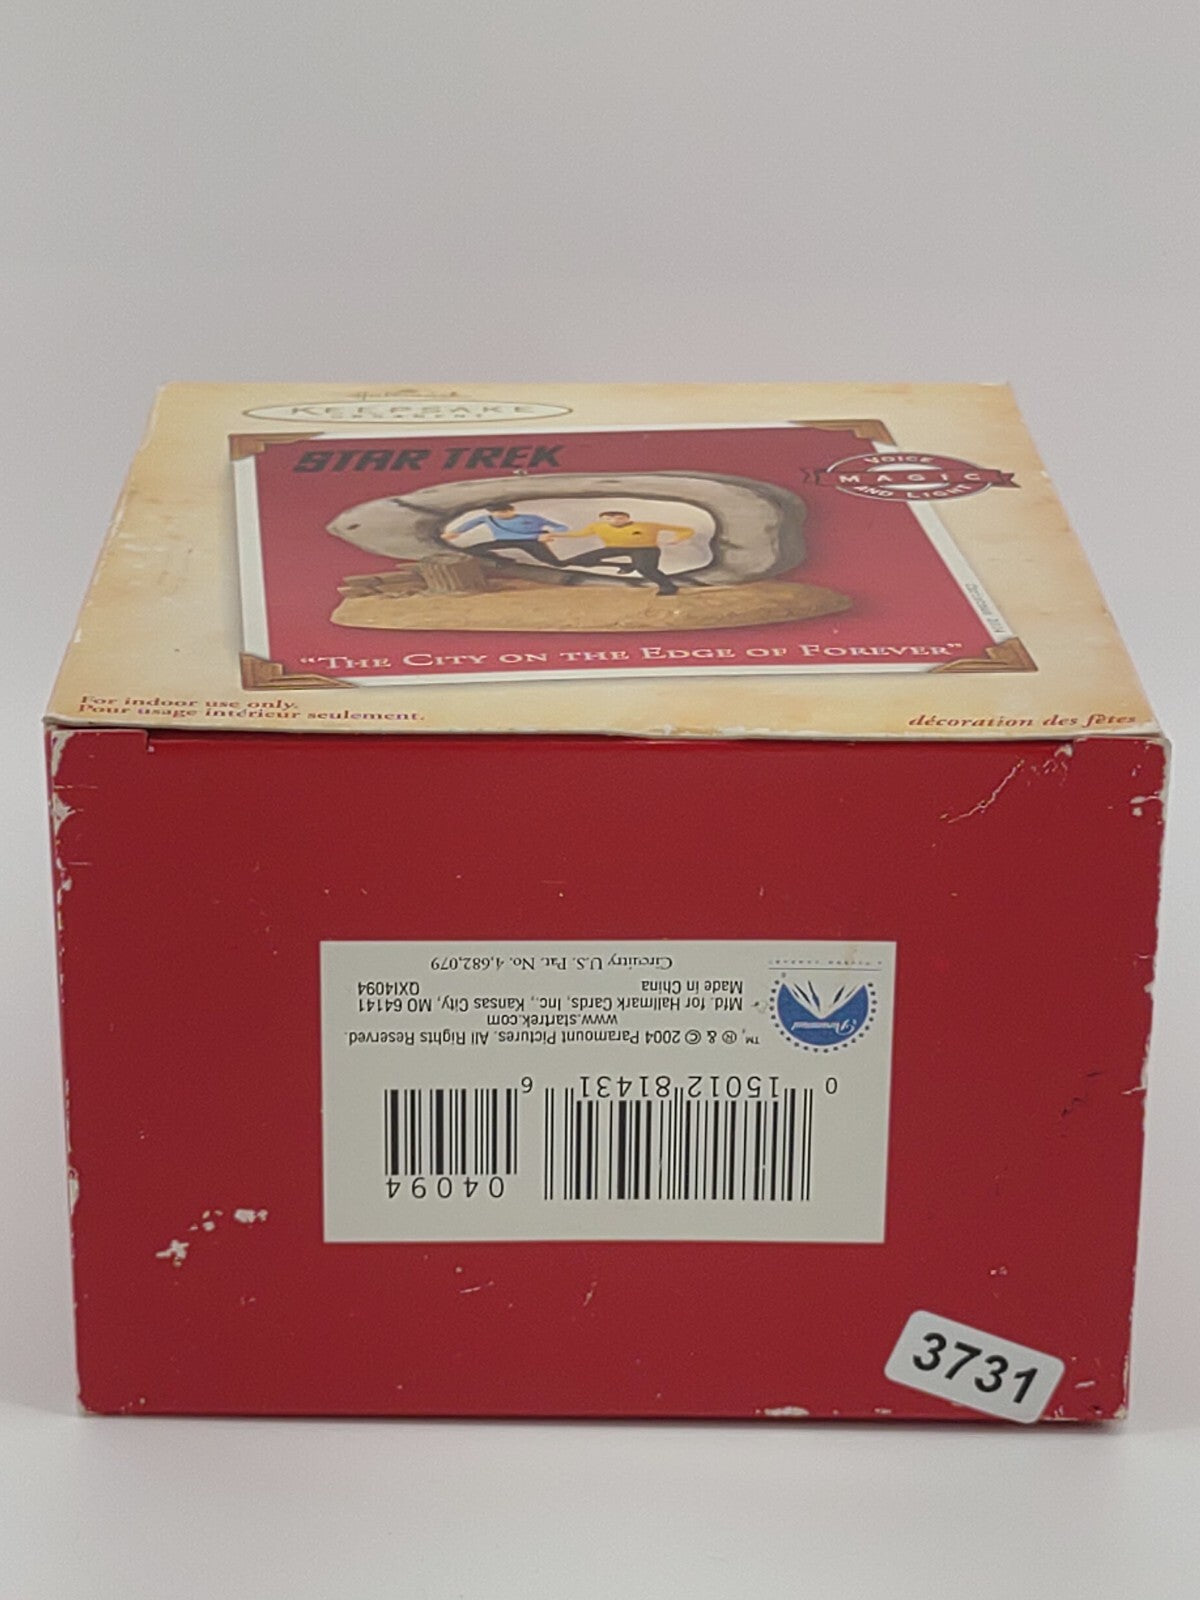 Hallmark
KEEPSAKE
ORNAMENT
STAR TREK
VOICE
MAGIC
AND LIGHT
"THE CITY ON THE EDGE OF FOREVER"
For indoor use only.
Pour usage intérieur seulement.
décoration des fêtes
Circuitry U.S. Pat. No. 4,682,079
Made in China
QXI4094
Mfd. for Hallmark Cards, Inc., Kansas City, MO 64141
www.startrek.com
™, ® & © 2004 Paramount Pictures. All Rights Reserved.
Paramount
0 15012 81431 6
04094
3731